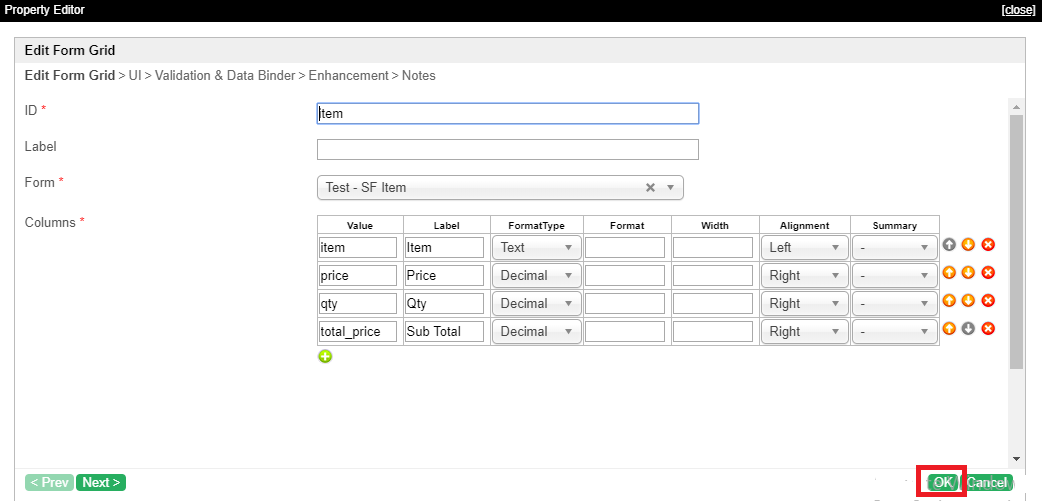 Property Editor [close]
Edit Form Grid
Edit Form Grid > UI > Validation & Data Binder > Enhancement > Notes
ID * item
Label
Form * Test - SF Item
Columns * Value Label FormatType Format Width Alignment Summary
item Item Text Left -
price Price Decimal Right -
qty Qty Decimal Right -
total_price Sub Total Decimal Right -
< Prev Next > OK Cancel